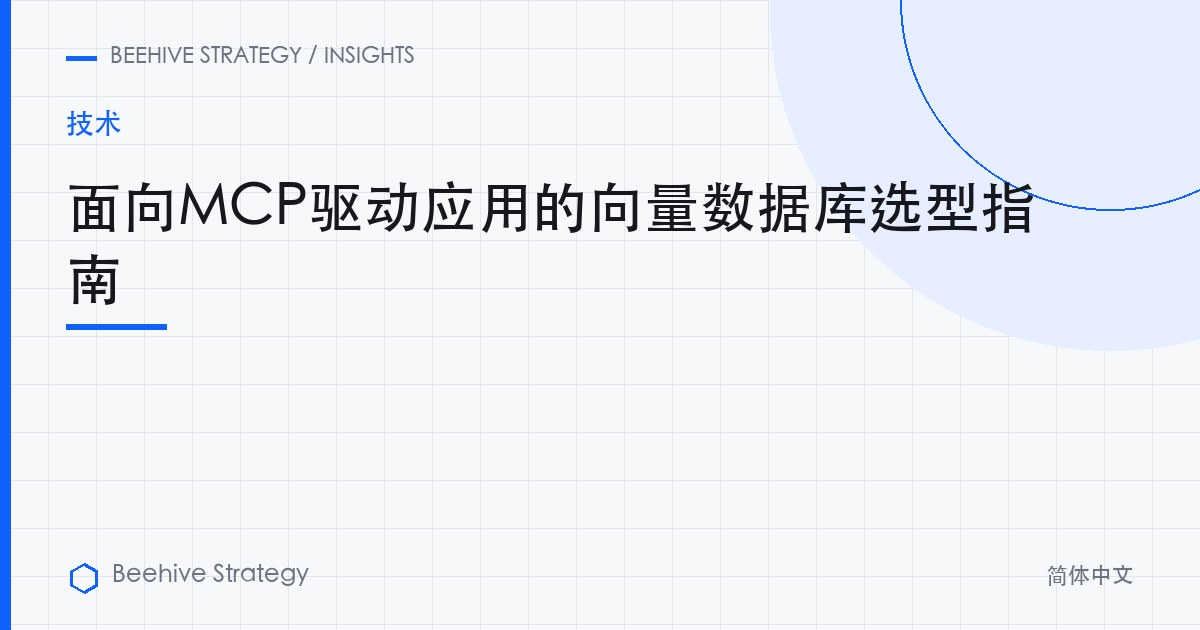 BEEHIVE STRATEGY / INSIGHTS
技术
面向MCP驱动应用的向量数据库选型指
南
Beehive Strategy
简体中文